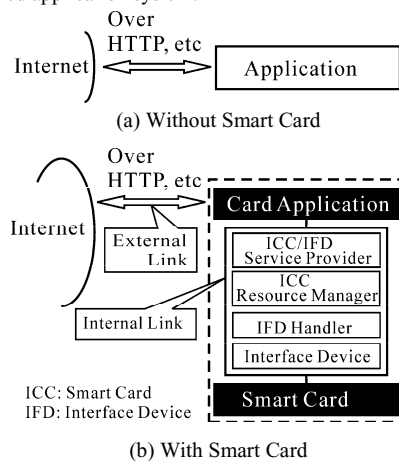 Over
HTTP, etc
Internet
Application
(a) Without Smart Card
Over
HTTP, etc
Internet
Card Application
External
Link
ICC/IFD
Service Provider
ICC
Resource Manager
Internal Link
IFD Handler
Interface Device
ICC: Smart Card
IFD: Interface Device
Smart Card
(b) With Smart Card